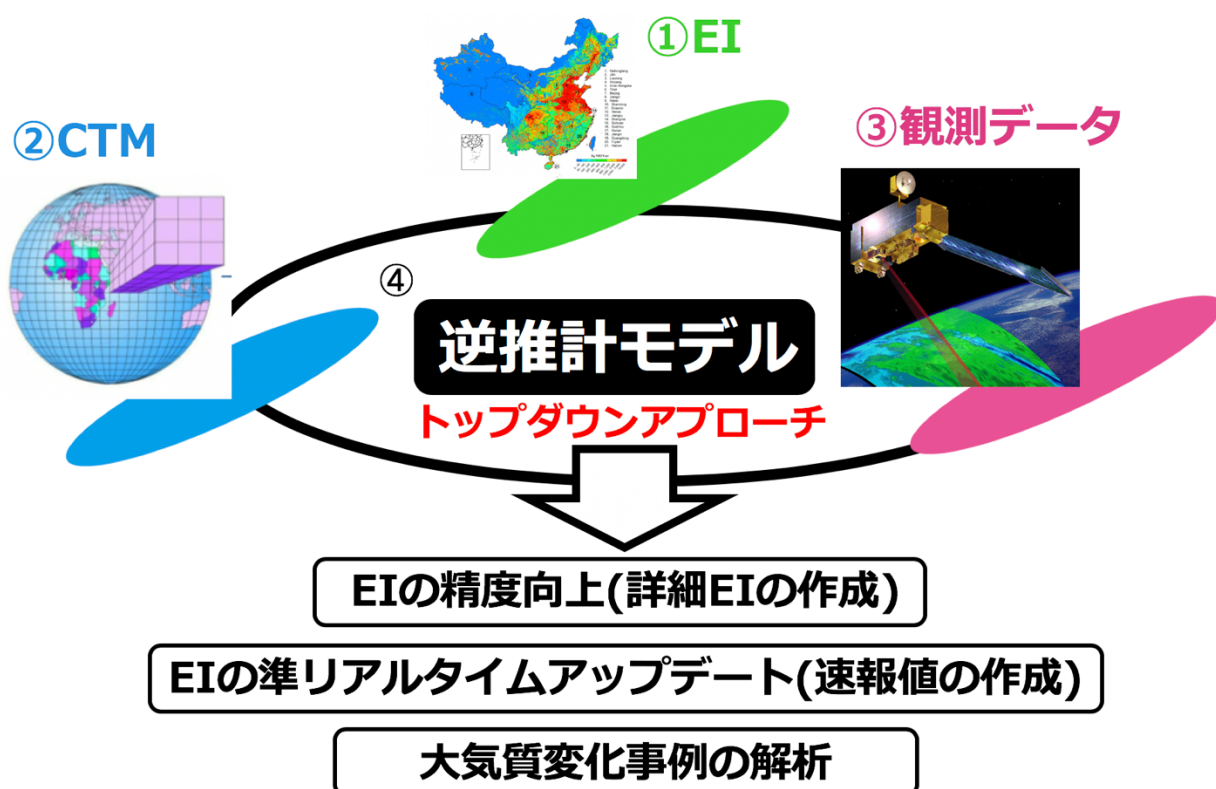 ①EI
②CTM
③観測データ
④
逆推計モデル
トップダウンアプローチ
EIの精度向上(詳細EIの作成)
EIの準リアルタイムアップデート(速報値の作成)
大気質変化事例の解析